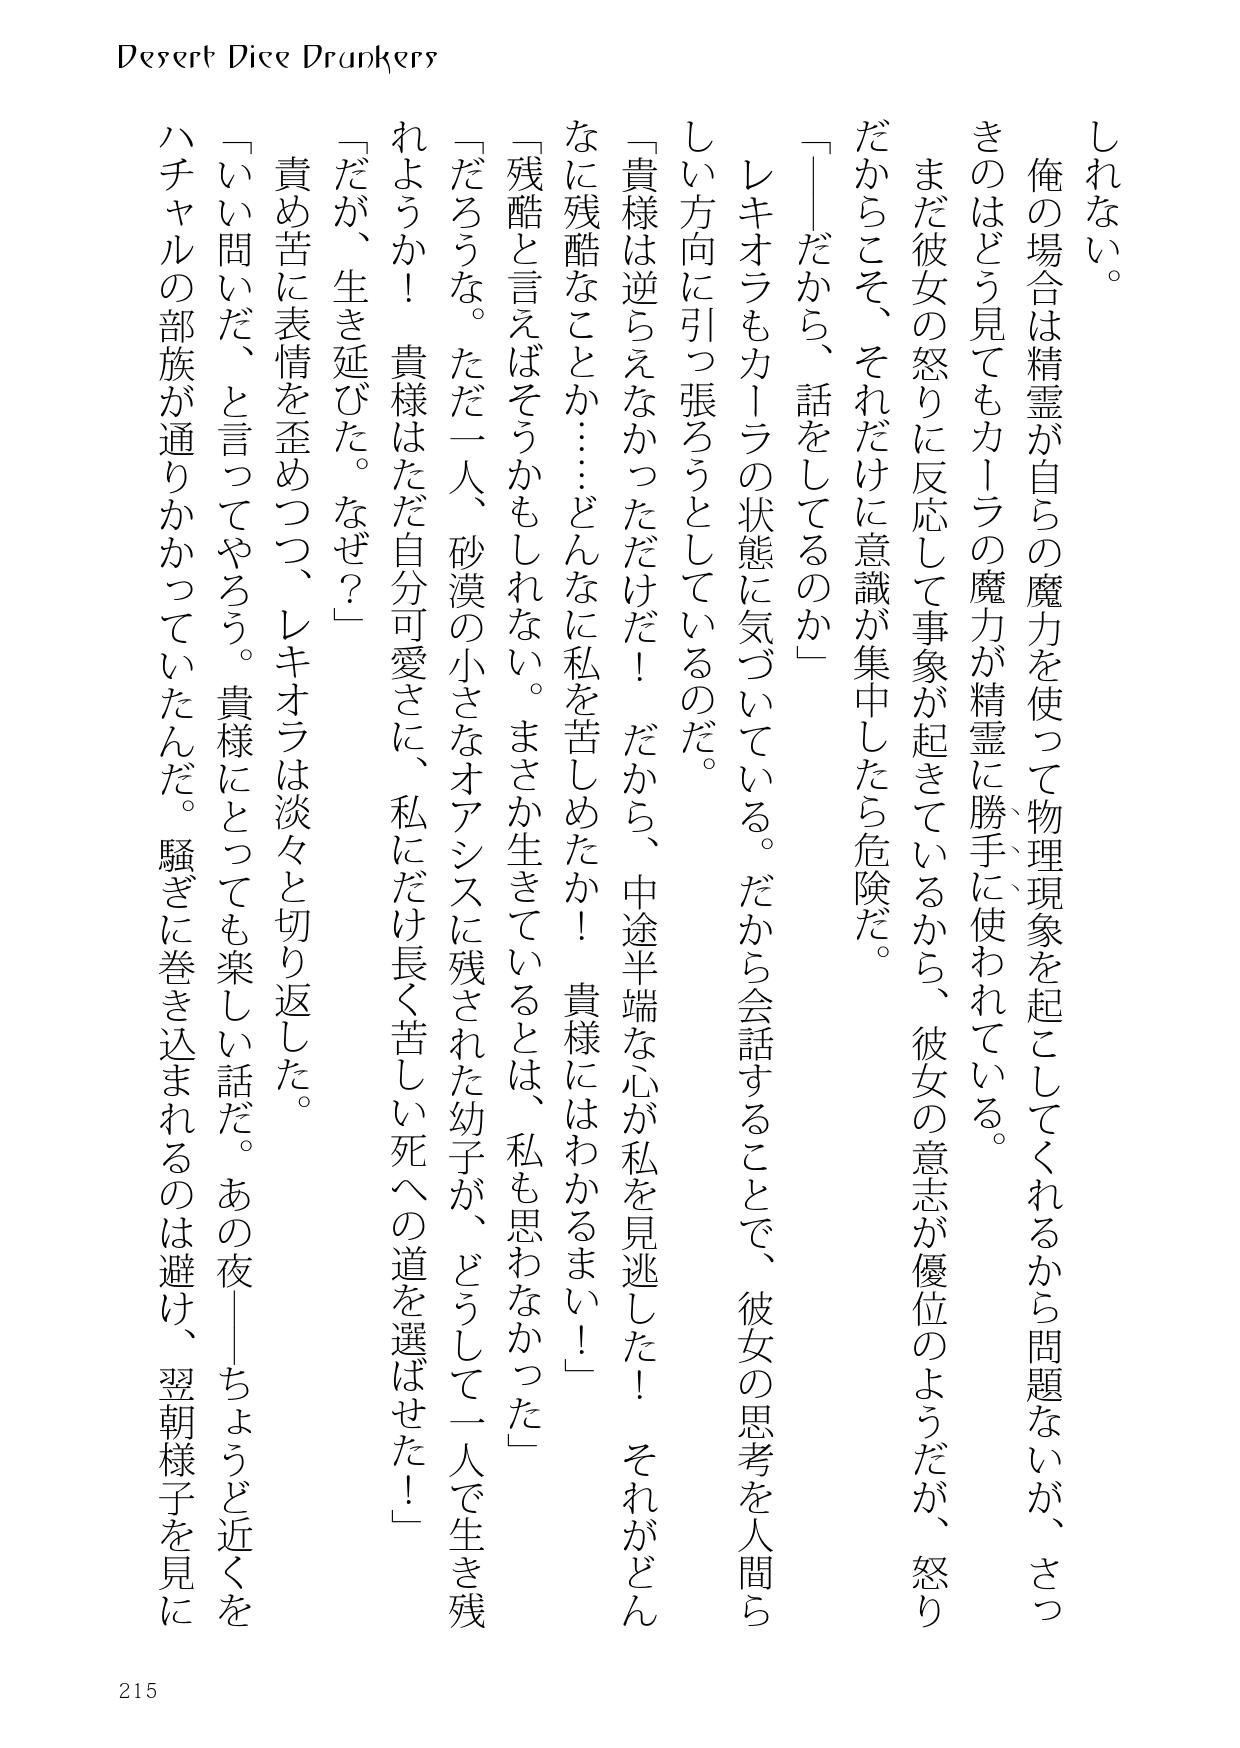 Desert Dice Drunkers
しれない。
　俺の場合は精霊が自らの魔力を使って物理現象を起こしてくれるから問題ないが、さっ
きのはどう見てもカーラの魔力が精霊に勝手に使われている。
　まだ彼女の怒りに反応して事象が起きているから、彼女の意志が優位のようだが、怒り
だからこそ、それだけに意識が集中したら危険だ。
「――だから、話をしてるのか」
　レキオラもカーラの状態に気づいている。だから会話することで、彼女の思考を人間ら
しい方向に引っ張ろうとしているのだ。
「貴様は逆らえなかっただけだ！　だから、中途半端な心が私を見逃した！　それがどん
なに残酷なことか……どんなに私を苦しめたか！　貴様にはわかるまい！」
「残酷と言えばそうかもしれない。まさか生きているとは、私も思わなかった」
「だろうな。ただ一人、砂漠の小さなオアシスに残された幼子が、どうして一人で生き残
れようか！　貴様はただ自分可愛さに、私にだけ長く苦しい死への道を選ばせた！」
「だが、生き延びた。なぜ？」
　責め苦に表情を歪めつつ、レキオラは淡々と切り返した。
「いい問いだ、と言ってやろう。貴様にとっても楽しい話だ。あの夜――ちょうど近くを
ハチャルの部族が通りかかっていたんだ。騒ぎに巻き込まれるのは避け、翌朝様子を見に
215